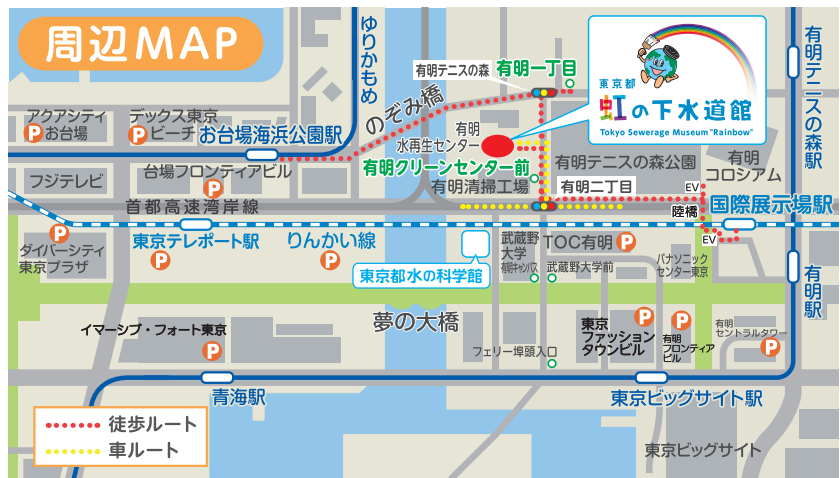 周辺MAP
ゆりかもめ
有明テニスの森
有明一丁目
東京都
虹の下水道館
Tokyo Sewerage Museum "Rainbow"
有明テニスの森駅
アクアシティ
お台場
P
デックス東京
ビーチ
P
お台場海浜公園駅
のぞみ橋
有明
水再生センター
有明クリーンセンター前
有明清掃工場
有明テニスの森公園
有明
コロシアム
フジテレビ
台場フロンティアビル
P
有明二丁目
EV
陸橋
EV
国際展示場駅
首都高速湾岸線
ダイバーシティ
東京プラザ
P
東京テレポート駅
P
りんかい線
P
東京都水の科学館
武蔵野
大学
有明キャンパス
武蔵野大学前
TOC有明
P
パナソニック
センター東京
有明駅
イマーシブ・フォート東京
P
夢の大橋
フェリー埠頭入口
東京
ファッション
タウンビル
P
有明
フロンティア
ビル
P
有明
セントラルタワー
P
青海駅
東京ビッグサイト駅
東京ビッグサイト
徒歩ルート
車ルート